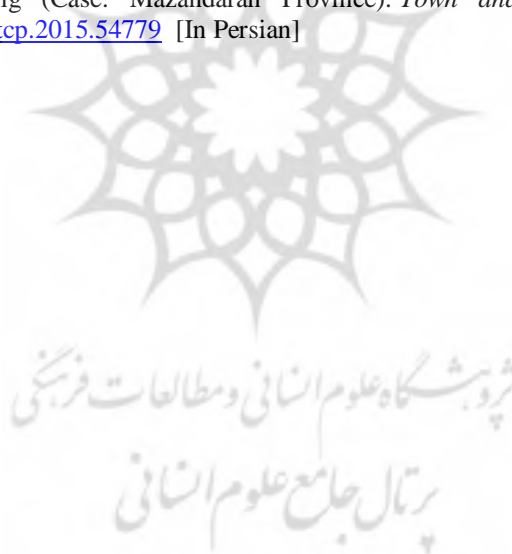 (Case: Mazandaran Province). Town and
tcp.2015.54779 [In Persian]
پژوهشگاه علوم انسانی و مطالعات فرهنگی
پرتال جامع علوم انسانی